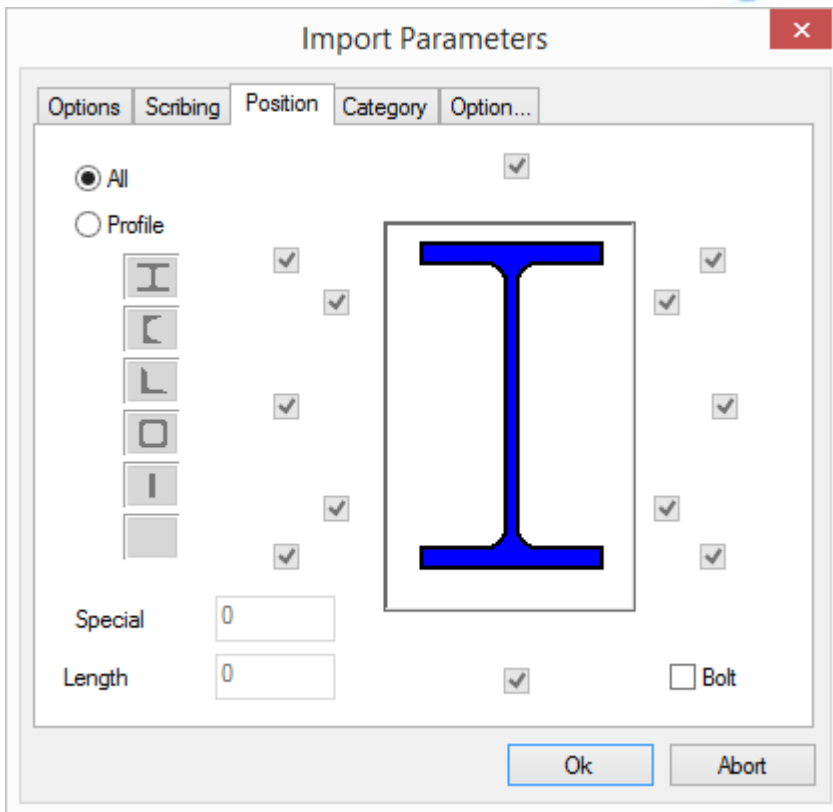 Import Parameters
Options Scribing Position Category Option...
All
Profile
Special 0
Length 0
Bolt
Ok Abort